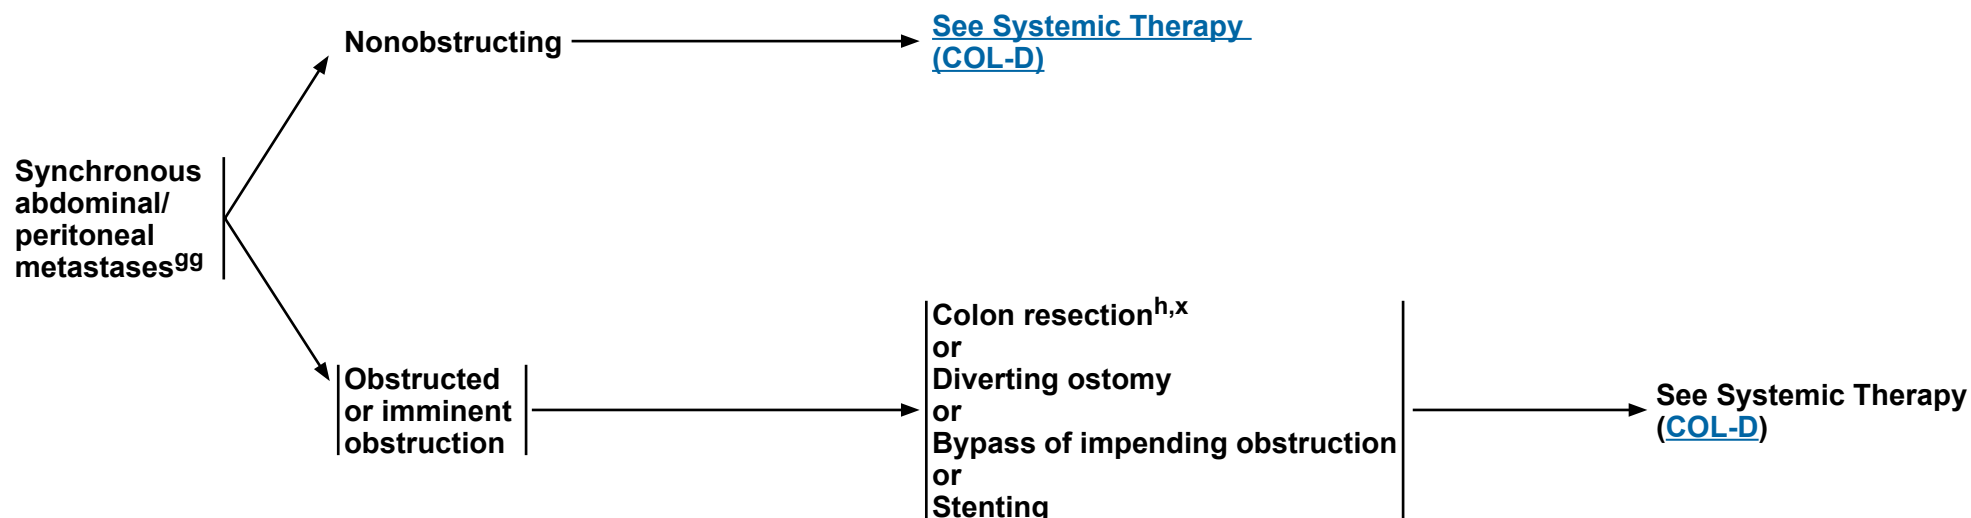 Nonobstructing
See Systemic Therapy
(COL-D)
Synchronous
abdominal/
peritoneal
metastasesgg
Obstructed
or imminent
obstruction
Colon resectionh,x
or
Diverting ostomy
or
Bypass of impending obstruction
or
Stenting
See Systemic Therapy
(COL-D)